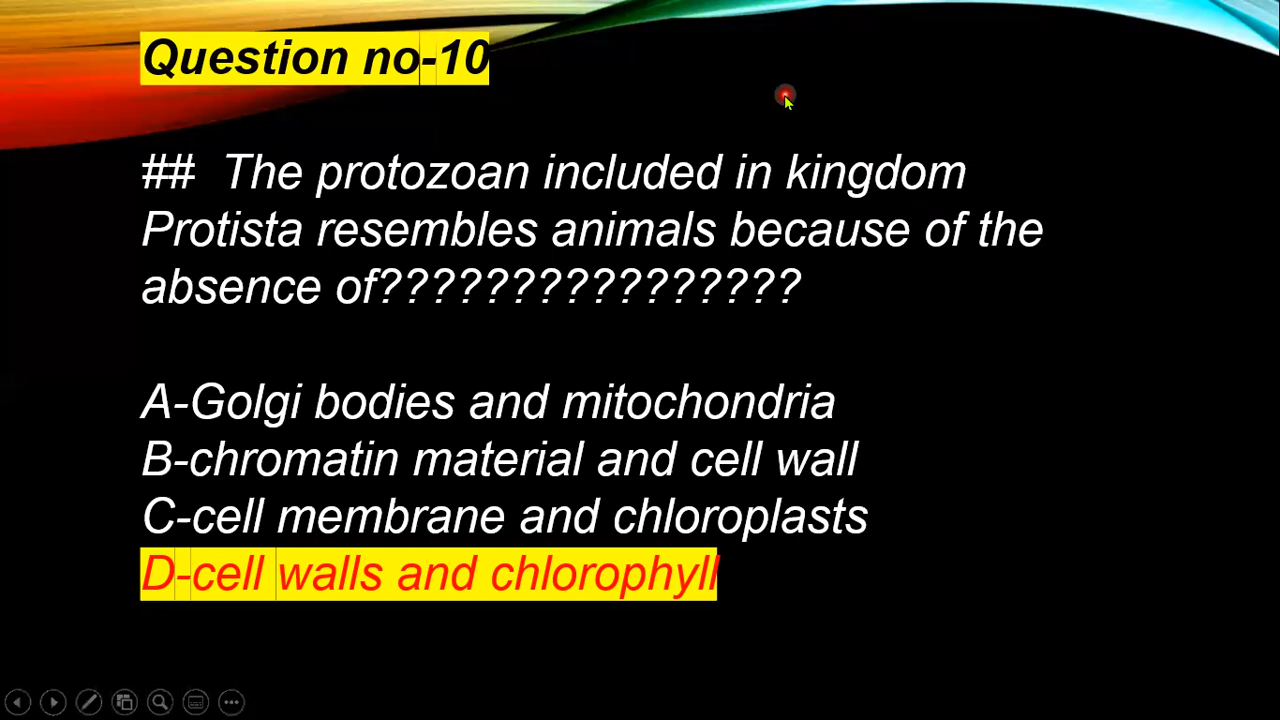 Question no-10
## The protozoan included in kingdom
Protista resembles animals because of the
absence of????????????????
A-Golgi bodies and mitochondria
B-chromatin material and cell wall
C-cell membrane and chloroplasts
D-cell walls and chlorophyll